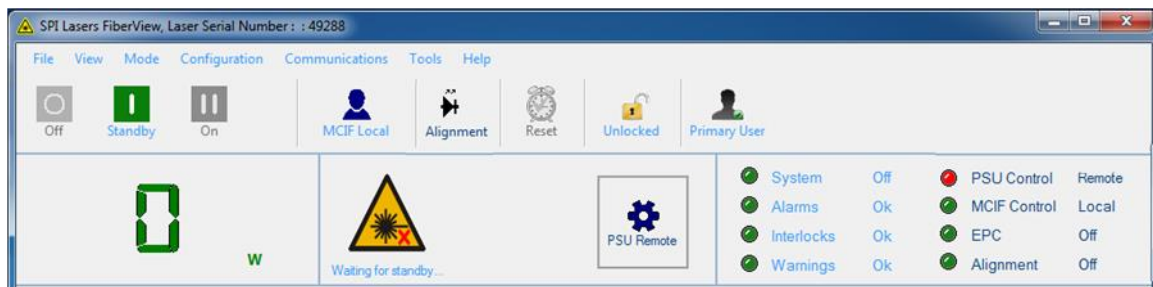 SPI Lasers FiberView, Laser Serial Number : : 49288
File View Mode Configuration Communications Tools Help
Off Standby On MCIF Local Alignment Reset Unlocked Primary User
0 W
Waiting for standby...
PSU Remote
System Off PSU Control Remote
Alarms Ok MCIF Control Local
Interlocks Ok EPC Off
Warnings Ok Alignment Off